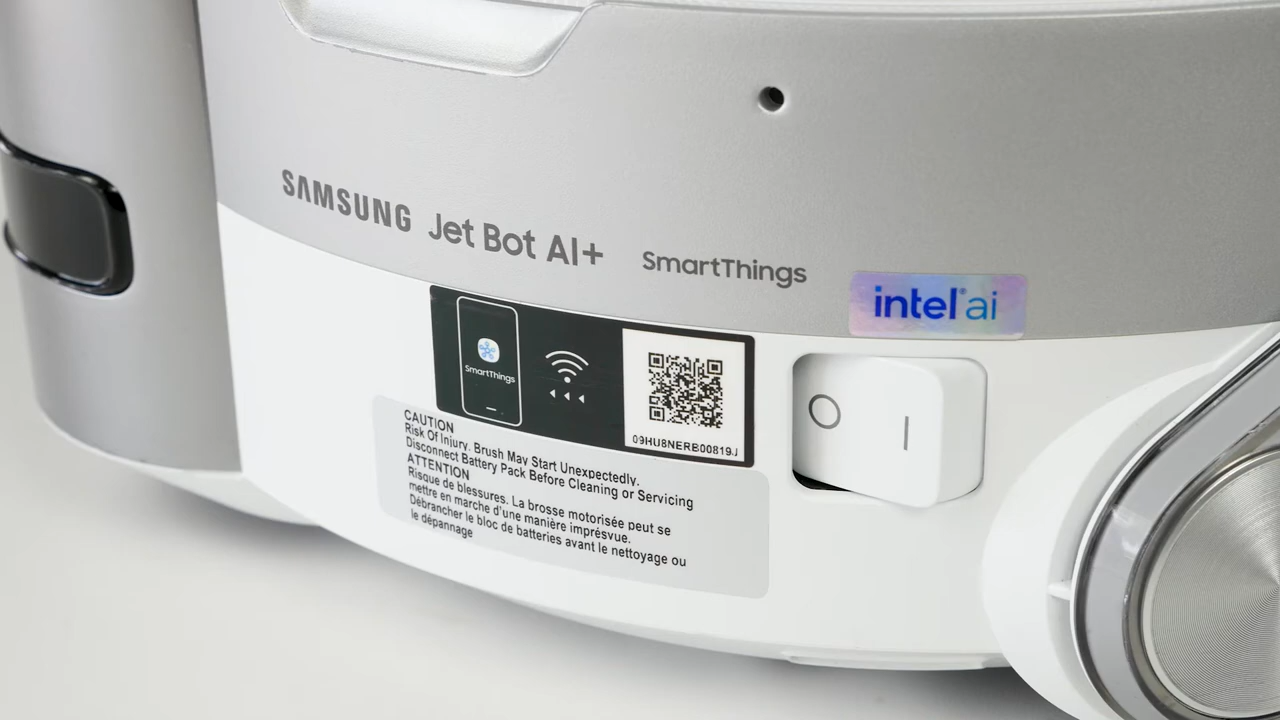 SAMSUNG Jet Bot AI+ SmartThings
intel® ai
SmartThings
09HU8NERB00819J
CAUTION
Risk Of Injury. Brush May Start Unexpectedly.
Disconnect Battery Pack Before Cleaning or Servicing
ATTENTION
Risque de blessures. La brosse motorisée peut se
mettre en marche d'une manière imprésvue.
Débrancher le bloc de batteries avant le nettoyage ou
le dépannage